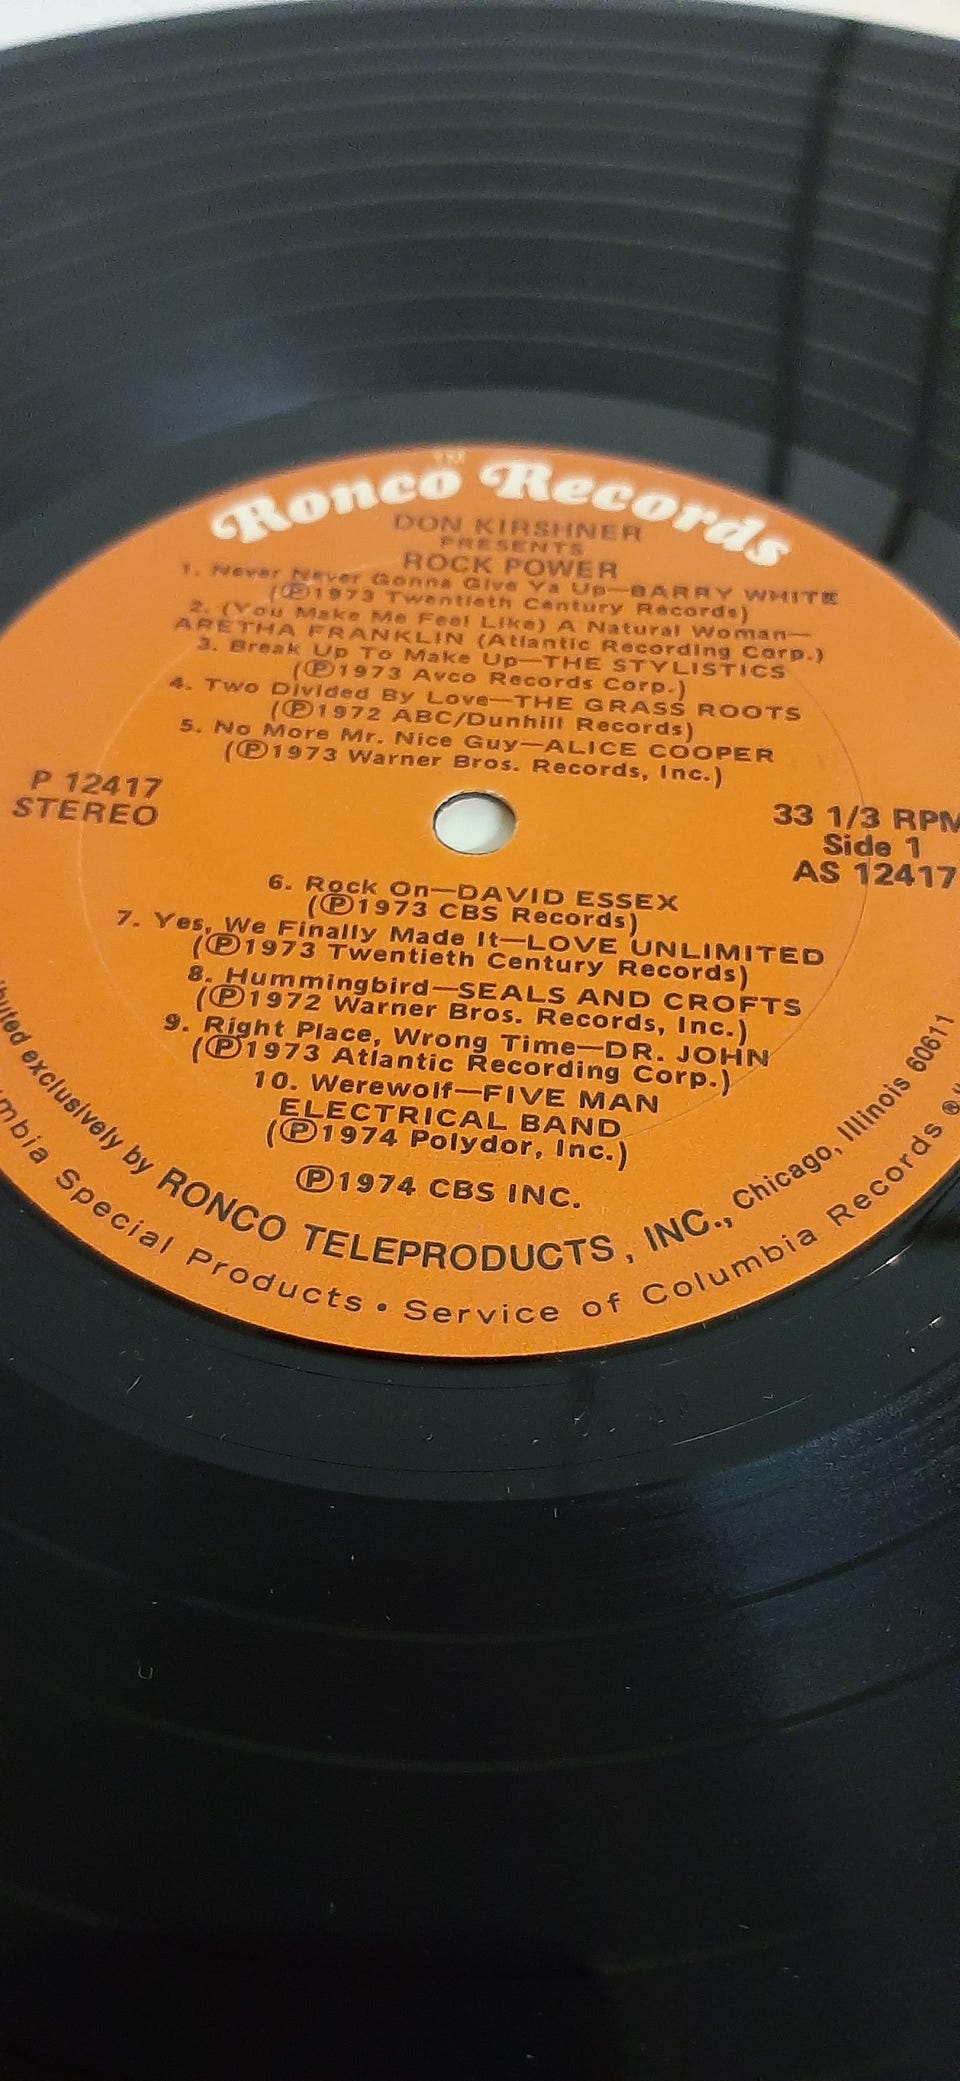 Ronco™ Records
DON KIRSHNER
PRESENTS
ROCK POWER
1. Never Never Gonna Give Ya Up—BARRY WHITE
(℗1973 Twentieth Century Records)
2. (You Make Me Feel Like) A Natural Woman—
ARETHA FRANKLIN (Atlantic Recording Corp.)
3. Break Up To Make Up—THE STYLISTICS
(℗1973 Avco Records Corp.)
4. Two Divided By Love—THE GRASS ROOTS
(℗1972 ABC/Dunhill Records)
5. No More Mr. Nice Guy—ALICE COOPER
(℗1973 Warner Bros. Records, Inc.)
P 12417
STEREO
33 1/3 RPM
Side 1
AS 12417
6. Rock On—DAVID ESSEX
(℗1973 CBS Records)
7. Yes, We Finally Made It—LOVE UNLIMITED
(℗1973 Twentieth Century Records)
8. Hummingbird—SEALS AND CROFTS
(℗1972 Warner Bros. Records, Inc.)
9. Right Place, Wrong Time—DR. JOHN
(℗1973 Atlantic Recording Corp.)
10. Werewolf—FIVE MAN
ELECTRICAL BAND
(℗1974 Polydor, Inc.)
℗1974 CBS INC.
exclusively by RONCO TELEPRODUCTS, INC., Chicago, Illinois 60611
Special Products • Service of Columbia Records ®